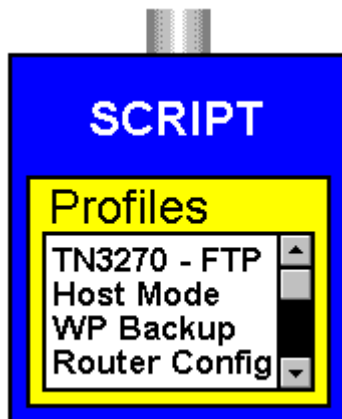 SCRIPT
Profiles
TN3270 - FTP
Host Mode
WP Backup
Router Config